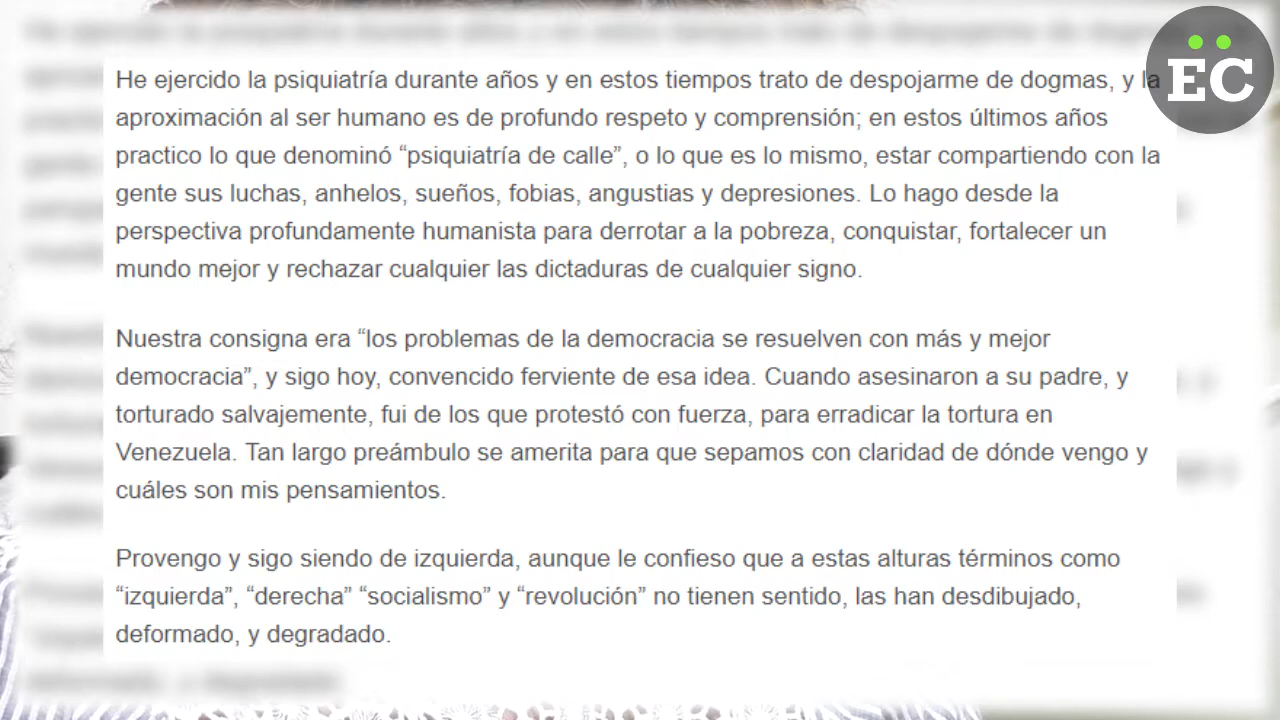 He ejercido la psiquiatría durante años y en estos tiempos trato de despojarme de dogmas, y la
aproximación al ser humano es de profundo respeto y comprensión; en estos últimos años
practico lo que denominó “psiquiatría de calle”, o lo que es lo mismo, estar compartiendo con la
gente sus luchas, anhelos, sueños, fobias, angustias y depresiones. Lo hago desde la
perspectiva profundamente humanista para derrotar a la pobreza, conquistar, fortalecer un
mundo mejor y rechazar cualquier las dictaduras de cualquier signo.
Nuestra consigna era “los problemas de la democracia se resuelven con más y mejor
democracia”, y sigo hoy, convencido ferviente de esa idea. Cuando asesinaron a su padre, y
torturado salvajemente, fui de los que protestó con fuerza, para erradicar la tortura en
Venezuela. Tan largo preámbulo se amerita para que sepamos con claridad de dónde vengo y
cuáles son mis pensamientos.
Provengo y sigo siendo de izquierda, aunque le confieso que a estas alturas términos como
“izquierda”, “derecha” “socialismo” y “revolución” no tienen sentido, las han desdibujado,
deformado, y degradado.
EC